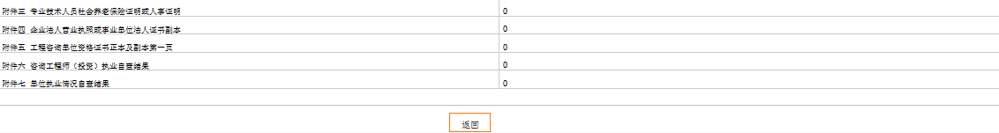 附件三 专业技术人员社会养老保险证明或人事证明 0
附件四 企业法人营业执照或事业单位法人证书副本 0
附件五 工程咨询单位资格证书正本及副本第一页 0
附件六 咨询工程师（投资）执业自查结果 0
附件七 单位执业情况自查结果 0
返回